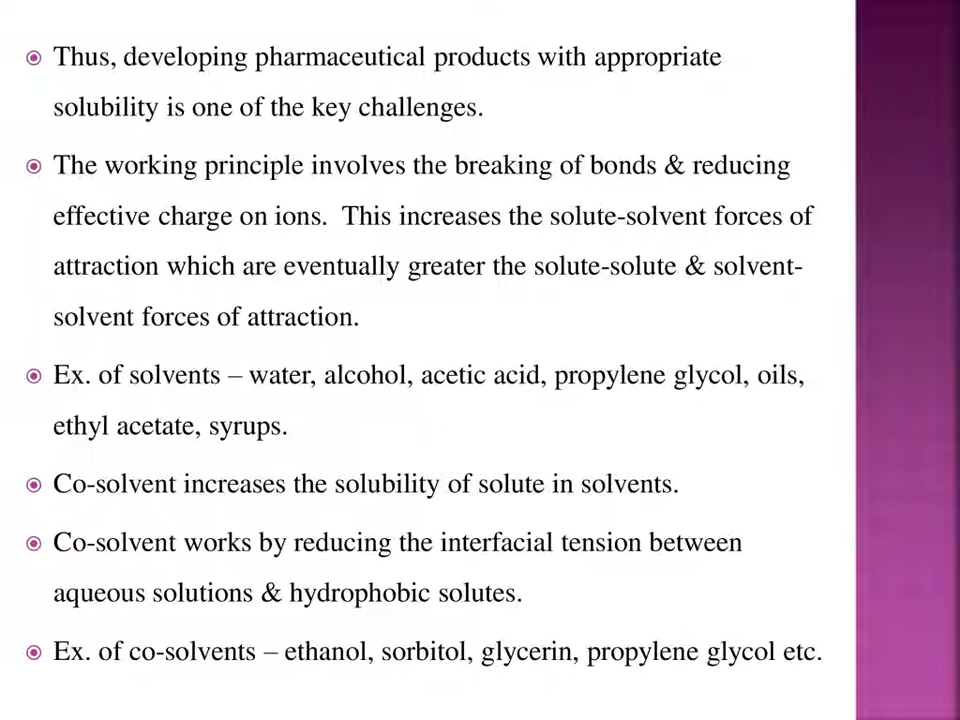 Thus, developing pharmaceutical products with appropriate
solubility is one of the key challenges.
The working principle involves the breaking of bonds & reducing
effective charge on ions. This increases the solute-solvent forces of
attraction which are eventually greater the solute-solute & solvent-
solvent forces of attraction.
Ex. of solvents – water, alcohol, acetic acid, propylene glycol, oils,
ethyl acetate, syrups.
Co-solvent increases the solubility of solute in solvents.
Co-solvent works by reducing the interfacial tension between
aqueous solutions & hydrophobic solutes.
Ex. of co-solvents – ethanol, sorbitol, glycerin, propylene glycol etc.